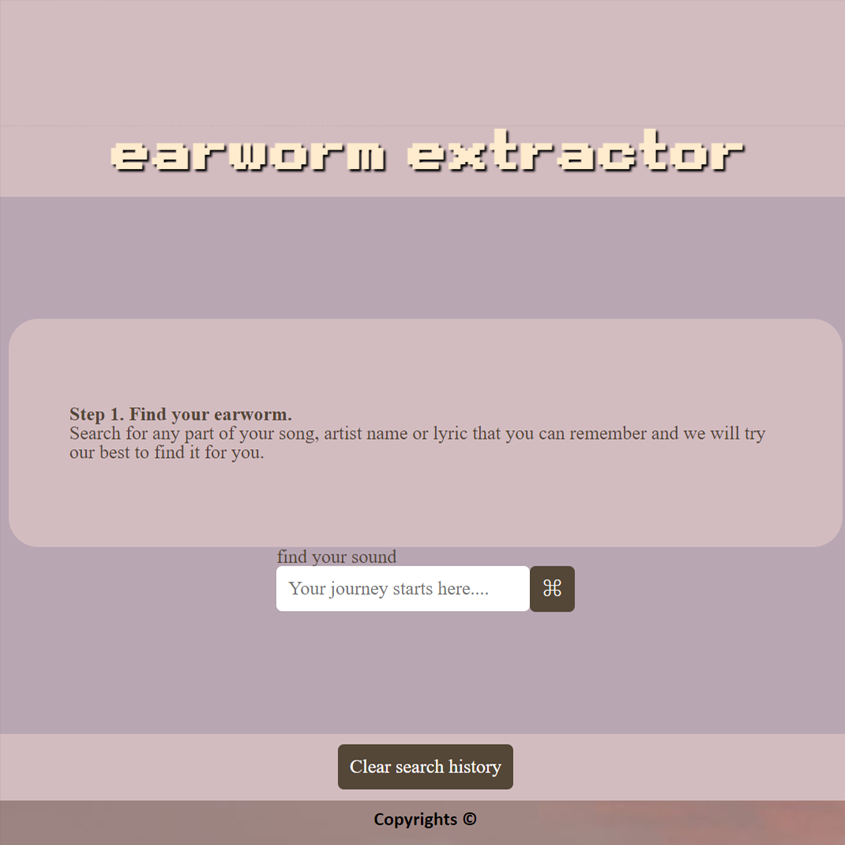 earworm extractor
Step 1. Find your earworm.
Search for any part of your song, artist name or lyric that you can remember and we will try
our best to find it for you.
find your sound
Your journey starts here....
⌘
Clear search history
Copyrights ©